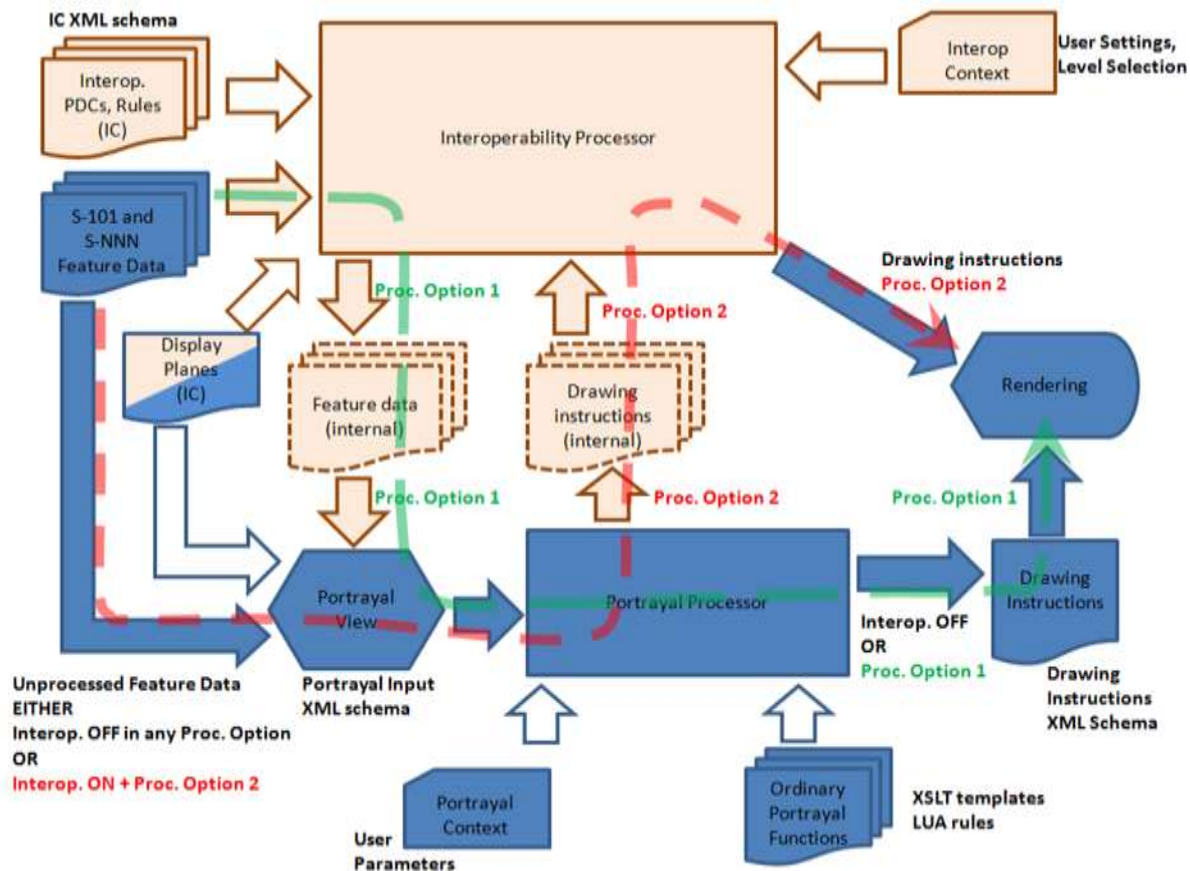 IC XML schema
Interop.
PDCs, Rules
(IC)
Interoperability Processor
Interop
Context
User Settings,
Level Selection
S-101 and
S-NNN
Feature Data
Proc. Option 1
Proc. Option 2
Drawing instructions
Proc. Option 2
Display
Planes
(IC)
Feature data
(internal)
Drawing
instructions
(internal)
Rendering
Proc. Option 1
Proc. Option 2
Proc. Option 1
Portrayal
View
Portrayal Processor
Drawing
Instructions
Interop. OFF
OR
Proc. Option 1
Unprocessed Feature Data
EITHER
Interop. OFF in any Proc. Option
OR
Interop. ON + Proc. Option 2
Portrayal Input
XML schema
Drawing
Instructions
XML Schema
Portrayal
Context
User
Parameters
Ordinary
Portrayal
Functions
XSLT templates
LUA rules